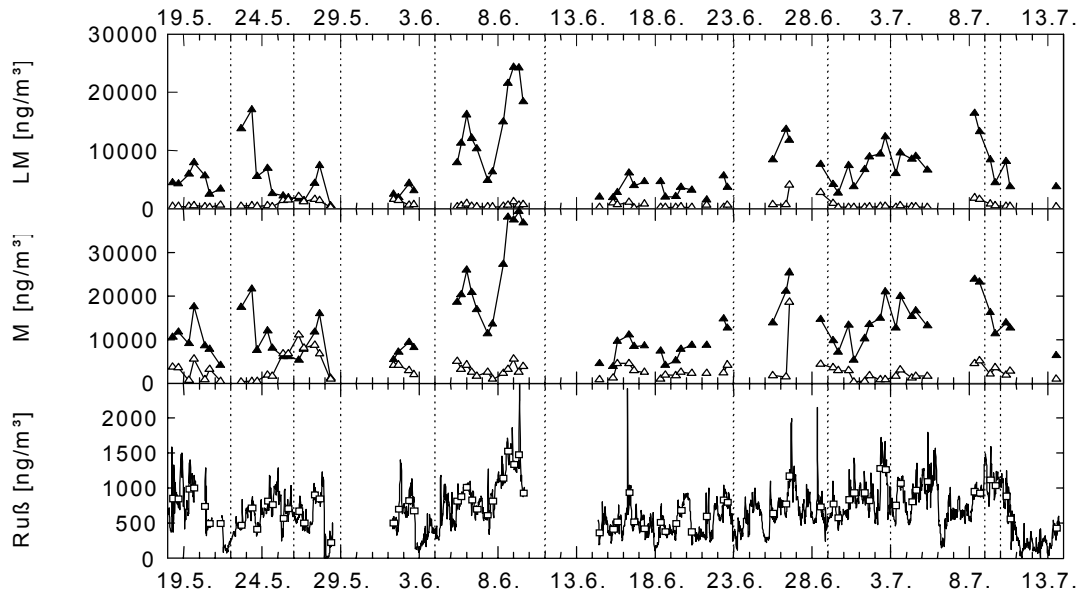 19.5. 24.5. 29.5. 3.6. 8.6. 13.6. 18.6. 23.6. 28.6. 3.7. 8.7. 13.7.
LM [ng/m³]
30000
20000
10000
0
M [ng/m³]
30000
20000
10000
0
Ruß [ng/m³]
2000
1500
1000
500
0
19.5. 24.5. 29.5. 3.6. 8.6. 13.6. 18.6. 23.6. 28.6. 3.7. 8.7. 13.7.